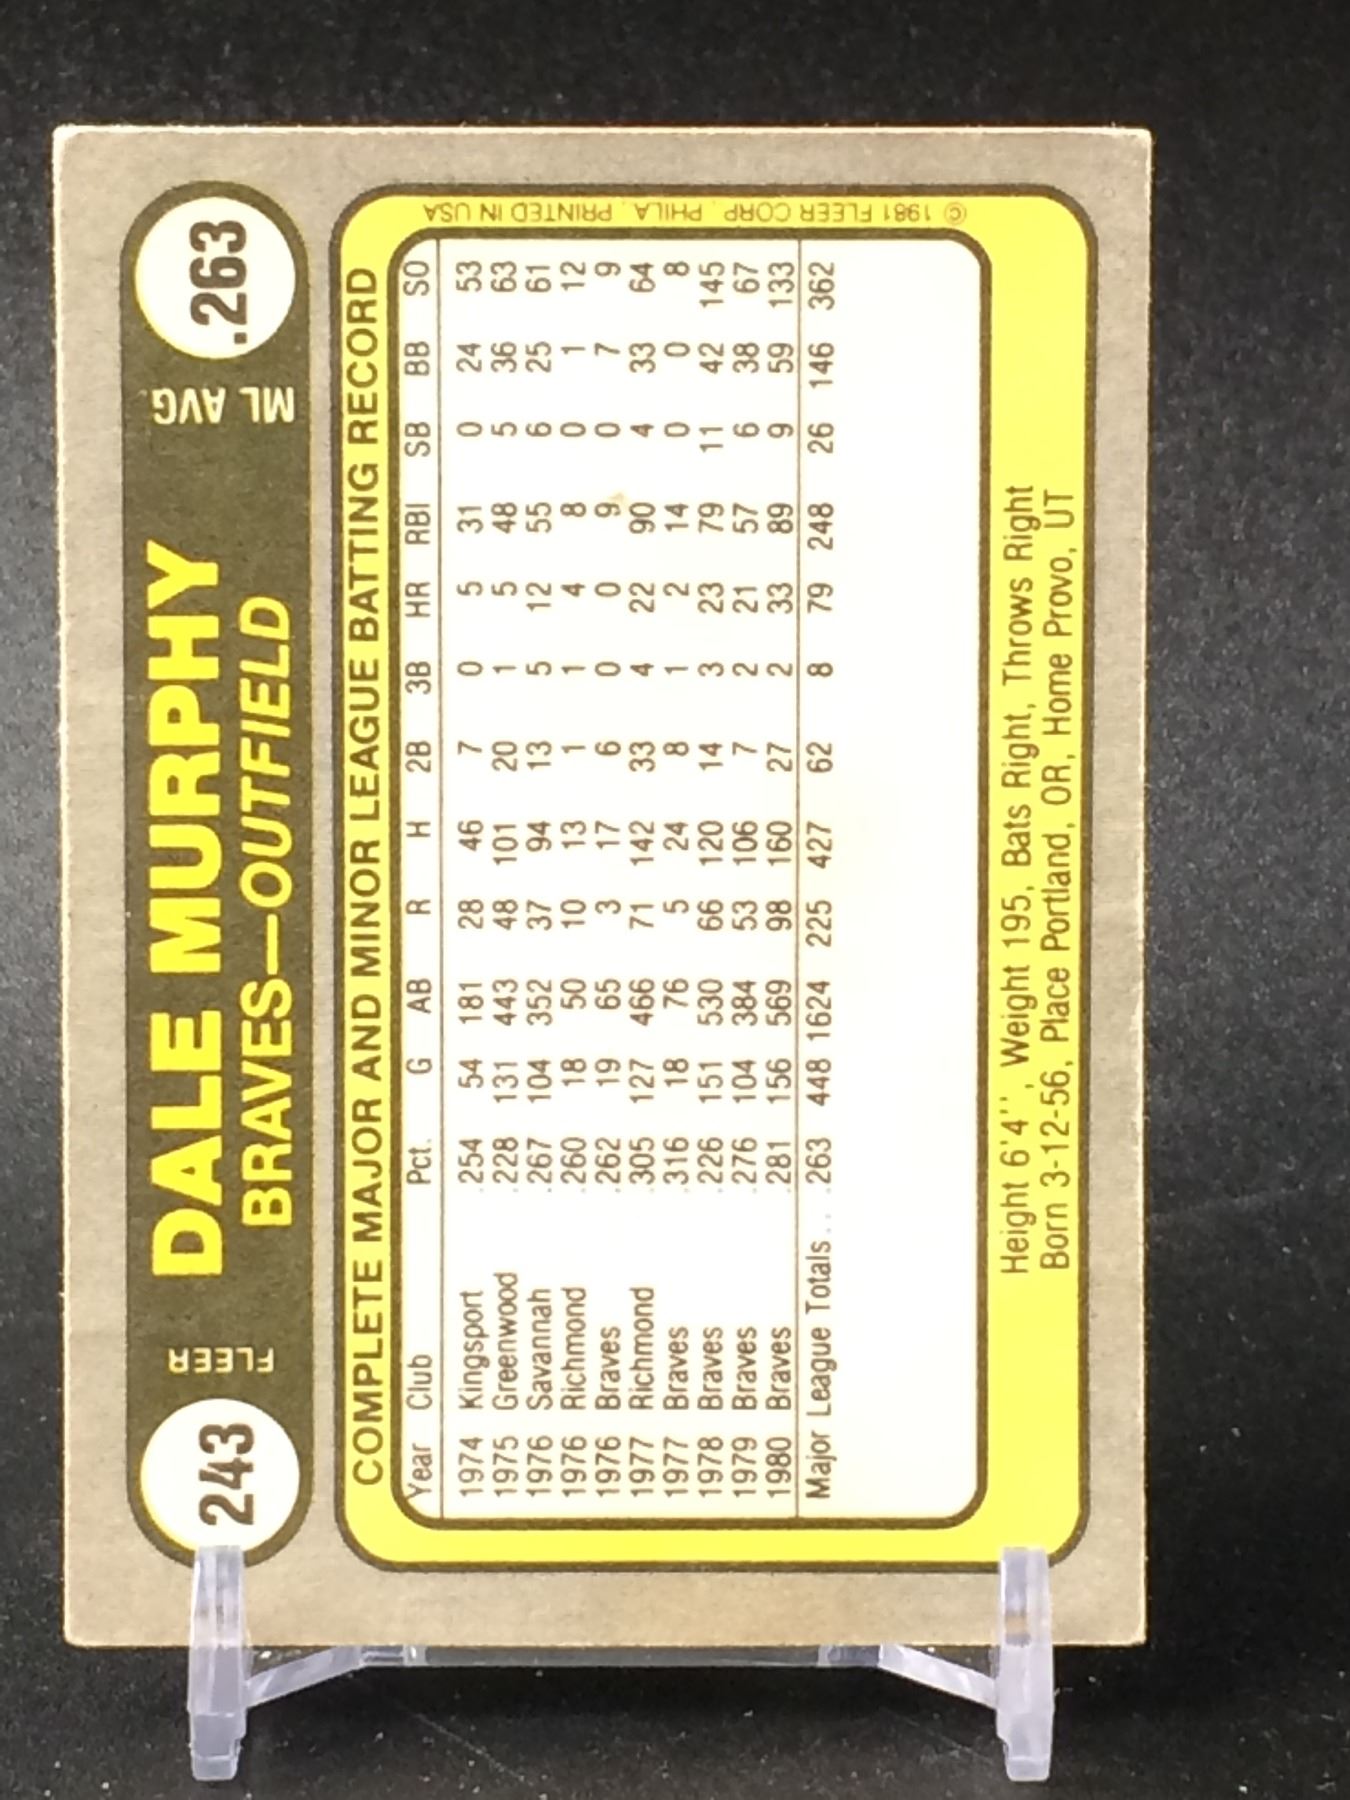 243
FLEER
DALE MURPHY
BRAVES—OUTFIELD
ML AVG.
.263
COMPLETE MAJOR AND MINOR LEAGUE BATTING RECORD
Year Club Pct. G AB R H 2B 3B HR RBI SB BB SO
1974 Kingsport .254 54 181 28 46 7 0 5 31 0 24 53
1975 Greenwood .228 131 443 48 101 20 1 5 48 5 36 63
1976 Savannah .267 104 352 37 94 13 5 12 55 6 25 61
1976 Richmond .260 18 50 10 13 1 1 4 8 0 1 12
1976 Braves .262 19 65 3 17 6 0 0 9 0 7 9
1977 Richmond .305 127 466 71 142 33 4 22 90 4 33 64
1977 Braves .316 18 76 5 24 8 1 2 14 0 0 8
1978 Braves .226 151 530 66 120 14 3 23 79 11 42 145
1979 Braves .276 104 384 53 106 7 2 21 57 6 38 67
1980 Braves .281 156 569 98 160 27 2 33 89 9 59 133
Major League Totals... .263 448 1624 225 427 62 8 79 248 26 146 362
Height 6'4'', Weight 195, Bats Right, Throws Right
Born 3-12-56, Place Portland, OR, Home Provo, UT
© 1981 FLEER CORP., PHILA., PRINTED IN USA